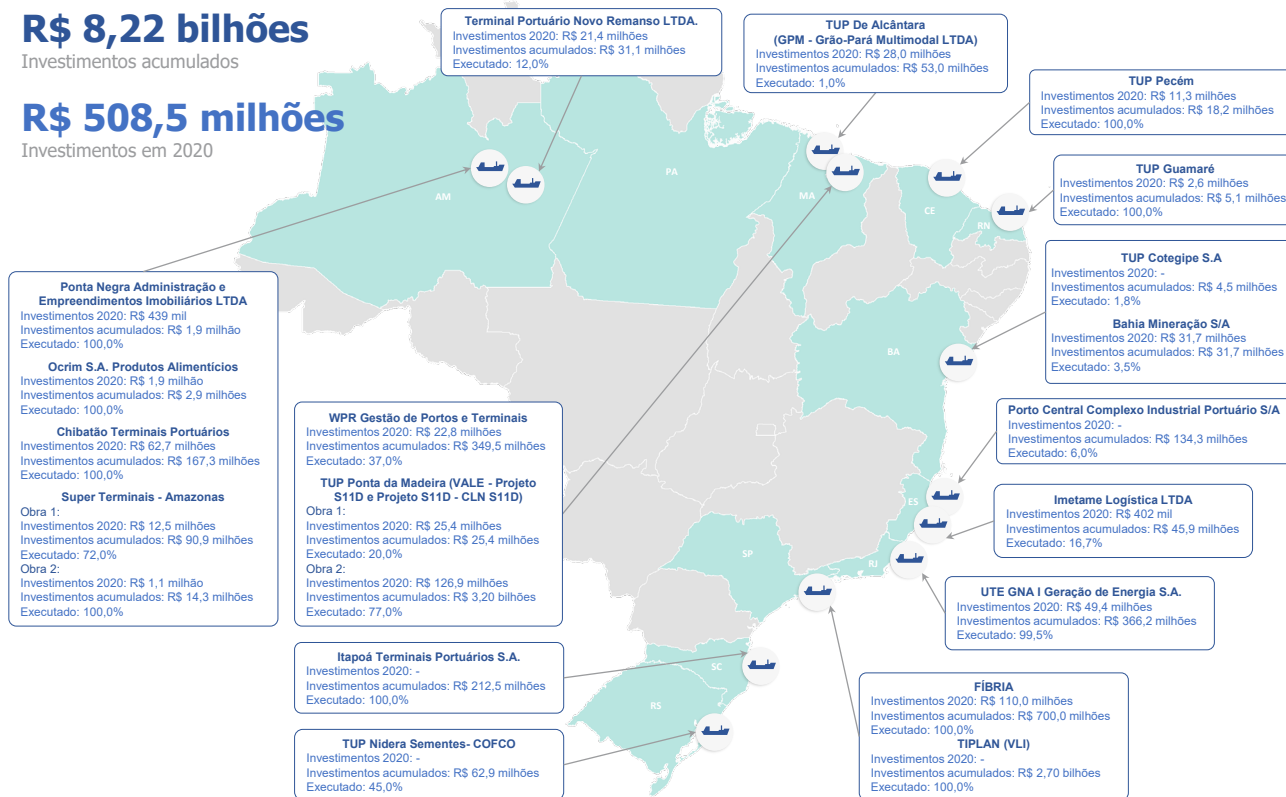 R$ 8,22 bilhões
Investimentos acumulados
R$ 508,5 milhões
Investimentos em 2020
Terminal Portuário Novo Remanso LTDA.
Investimentos 2020: R$ 21,4 milhões
Investimentos acumulados: R$ 31,1 milhões
Executado: 12,0%
TUP De Alcântara
(GPM - Grão-Pará Multimodal LTDA)
Investimentos 2020: R$ 28,0 milhões
Investimentos acumulados: R$ 53,0 milhões
Executado: 1,0%
TUP Pecém
Investimentos 2020: R$ 11,3 milhões
Investimentos acumulados: R$ 18,2 milhões
Executado: 100,0%
TUP Guamaré
Investimentos 2020: R$ 2,6 milhões
Investimentos acumulados: R$ 5,1 milhões
Executado: 100,0%
TUP Cotegipe S.A
Investimentos 2020: -
Investimentos acumulados: R$ 4,5 milhões
Executado: 1,8%
Bahia Mineração S/A
Investimentos 2020: R$ 31,7 milhões
Investimentos acumulados: R$ 31,7 milhões
Executado: 3,5%
Porto Central Complexo Industrial Portuário S/A
Investimentos 2020: -
Investimentos acumulados: R$ 134,3 milhões
Executado: 6,0%
Imetame Logística LTDA
Investimentos 2020: R$ 402 mil
Investimentos acumulados: R$ 45,9 milhões
Executado: 16,7%
UTE GNA I Geração de Energia S.A.
Investimentos 2020: R$ 49,4 milhões
Investimentos acumulados: R$ 366,2 milhões
Executado: 99,5%
FÍBRIA
Investimentos 2020: R$ 110,0 milhões
Investimentos acumulados: R$ 700,0 milhões
Executado: 100,0%
TIPLAN (VLI)
Investimentos 2020: -
Investimentos acumulados: R$ 2,70 bilhões
Executado: 100,0%
Ponta Negra Administração e
Empreendimentos Imobiliários LTDA
Investimentos 2020: R$ 439 mil
Investimentos acumulados: R$ 1,9 milhão
Executado: 100,0%
Ocrim S.A. Produtos Alimentícios
Investimentos 2020: R$ 1,9 milhão
Investimentos acumulados: R$ 2,9 milhões
Executado: 100,0%
Chibatão Terminais Portuários
Investimentos 2020: R$ 62,7 milhões
Investimentos acumulados: R$ 167,3 milhões
Executado: 100,0%
Super Terminais - Amazonas
Obra 1:
Investimentos 2020: R$ 12,5 milhões
Investimentos acumulados: R$ 90,9 milhões
Executado: 72,0%
Obra 2:
Investimentos 2020: R$ 1,1 milhão
Investimentos acumulados: R$ 14,3 milhões
Executado: 100,0%
WPR Gestão de Portos e Terminais
Investimentos 2020: R$ 22,8 milhões
Investimentos acumulados: R$ 349,5 milhões
Executado: 37,0%
TUP Ponta da Madeira (VALE - Projeto
S11D e Projeto S11D - CLN S11D)
Obra 1:
Investimentos 2020: R$ 25,4 milhões
Investimentos acumulados: R$ 25,4 milhões
Executado: 20,0%
Obra 2:
Investimentos 2020: R$ 126,9 milhões
Investimentos acumulados: R$ 3,20 bilhões
Executado: 77,0%
Itapoá Terminais Portuários S.A.
Investimentos 2020: -
Investimentos acumulados: R$ 212,5 milhões
Executado: 100,0%
TUP Nidera Sementes- COFCO
Investimentos 2020: -
Investimentos acumulados: R$ 62,9 milhões
Executado: 45,0%
AM
PA
MA
CE
RN
BA
ES
RJ
SP
SC
RS